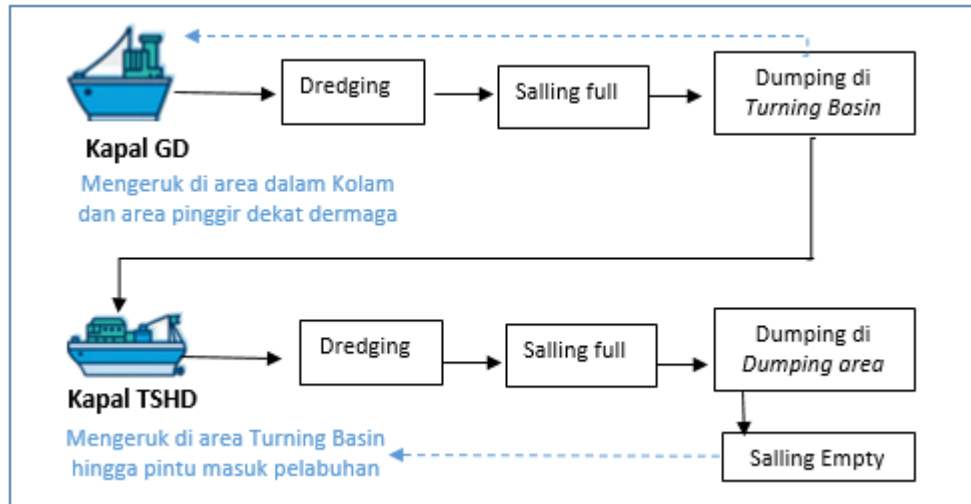 Dredging
Salling full
Dumping di
Turning Basin
Kapal GD
Mengeruk di area dalam Kolam
dan area pinggir dekat dermaga
Dredging
Salling full
Dumping di
Dumping area
Kapal TSHD
Mengeruk di area Turning Basin
hingga pintu masuk pelabuhan
Salling Empty